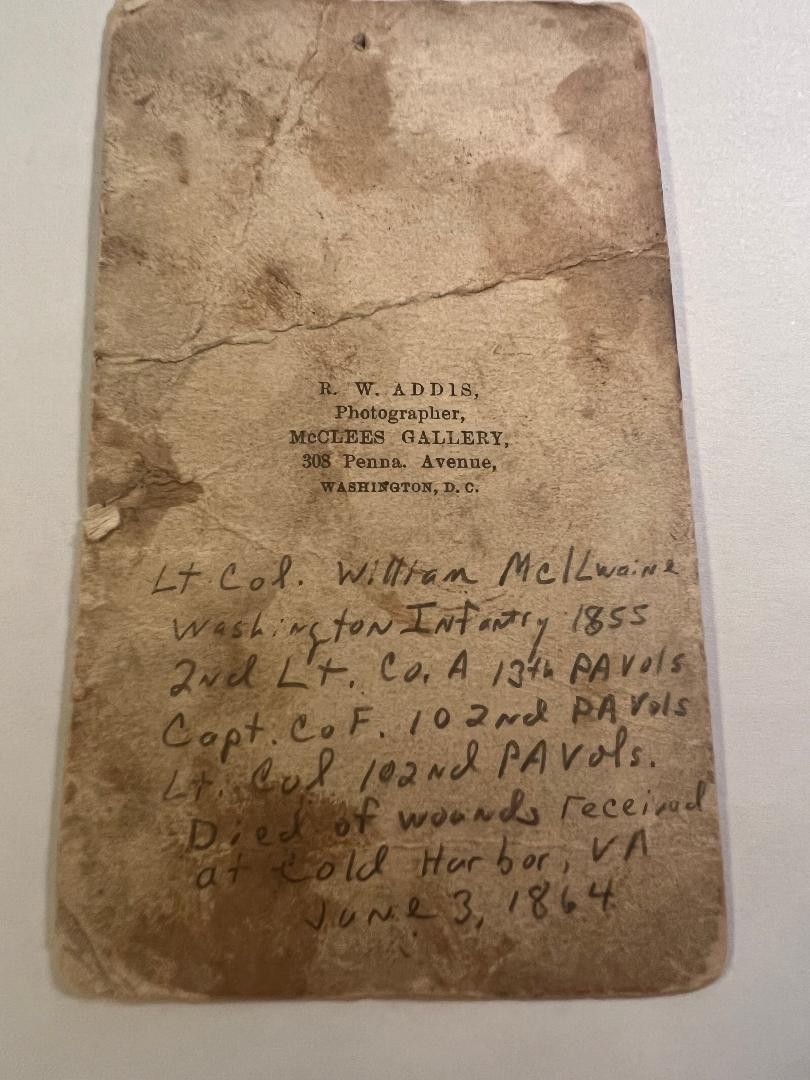 R. W. ADDIS,
Photographer,
McCLEES GALLERY,
308 Penna. Avenue,
WASHINGTON, D. C.
Lt. Col. William McIlwaine
Washington Infantry 1855
2nd Lt. Co. A 13th PA Vols
Capt. Co F. 102nd PA Vols
Lt. Col 102nd PA Vols.
Died of wounds received
at Cold Harbor, VA
June 3, 1864